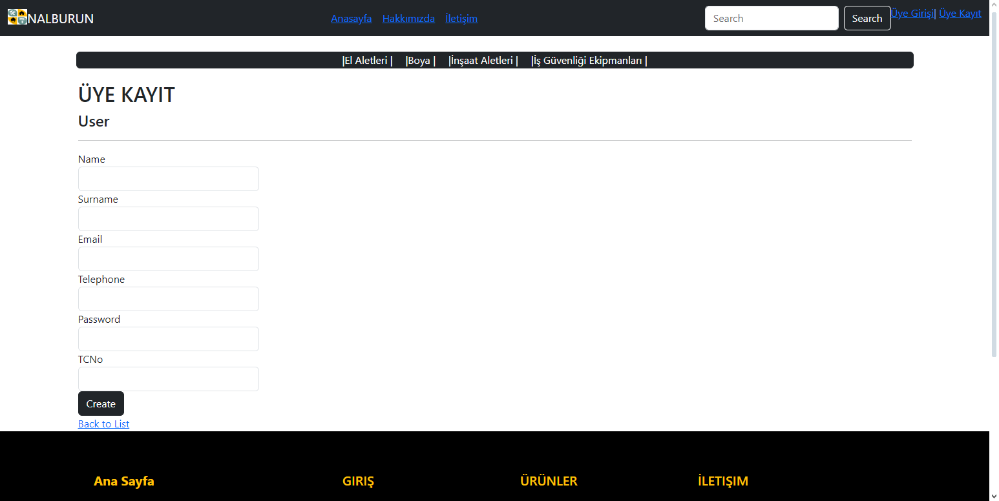 NALBURUN Anasayfa Hakkımızda İletişim Search Search Üye Girişi| Üye Kayıt
|El Aletleri | |Boya | |İnşaat Aletleri | |İş Güvenliği Ekipmanları |
ÜYE KAYIT
User
Name
Surname
Email
Telephone
Password
TCNo
Create
Back to List
Ana Sayfa GIRIŞ ÜRÜNLER İLETIŞIM